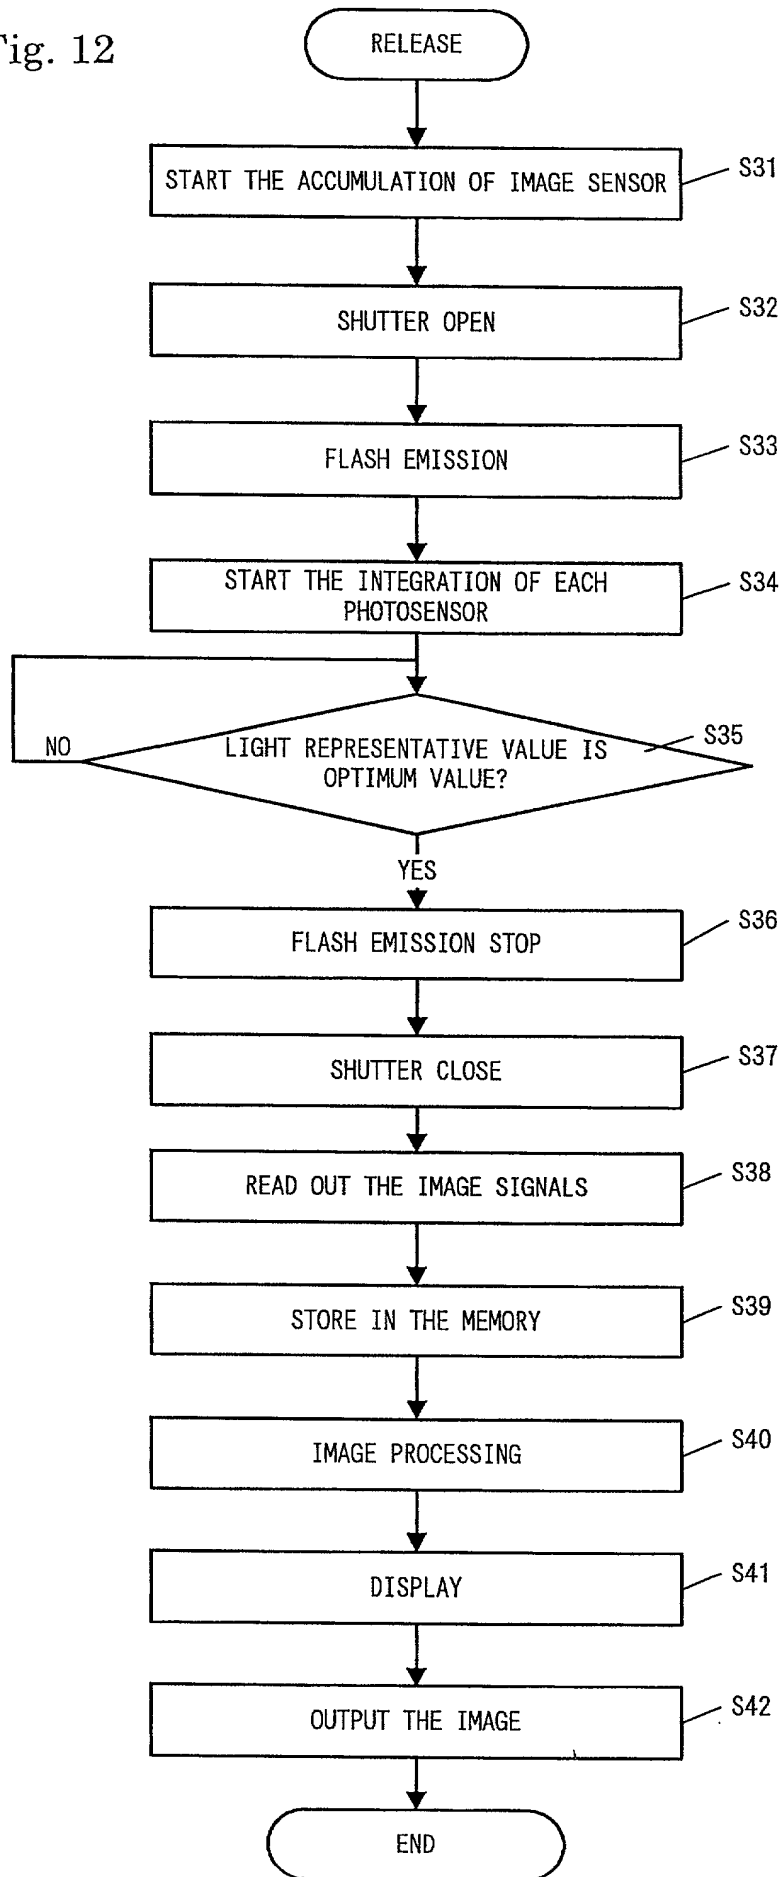 Fig. 12
RELEASE
START THE ACCUMULATION OF IMAGE SENSOR
S31
SHUTTER OPEN
S32
FLASH EMISSION
S33
START THE INTEGRATION OF EACH
PHOTOSENSOR
S34
NO
LIGHT REPRESENTATIVE VALUE IS
OPTIMUM VALUE?
S35
YES
FLASH EMISSION STOP
S36
SHUTTER CLOSE
S37
READ OUT THE IMAGE SIGNALS
S38
STORE IN THE MEMORY
S39
IMAGE PROCESSING
S40
DISPLAY
S41
OUTPUT THE IMAGE
S42
END